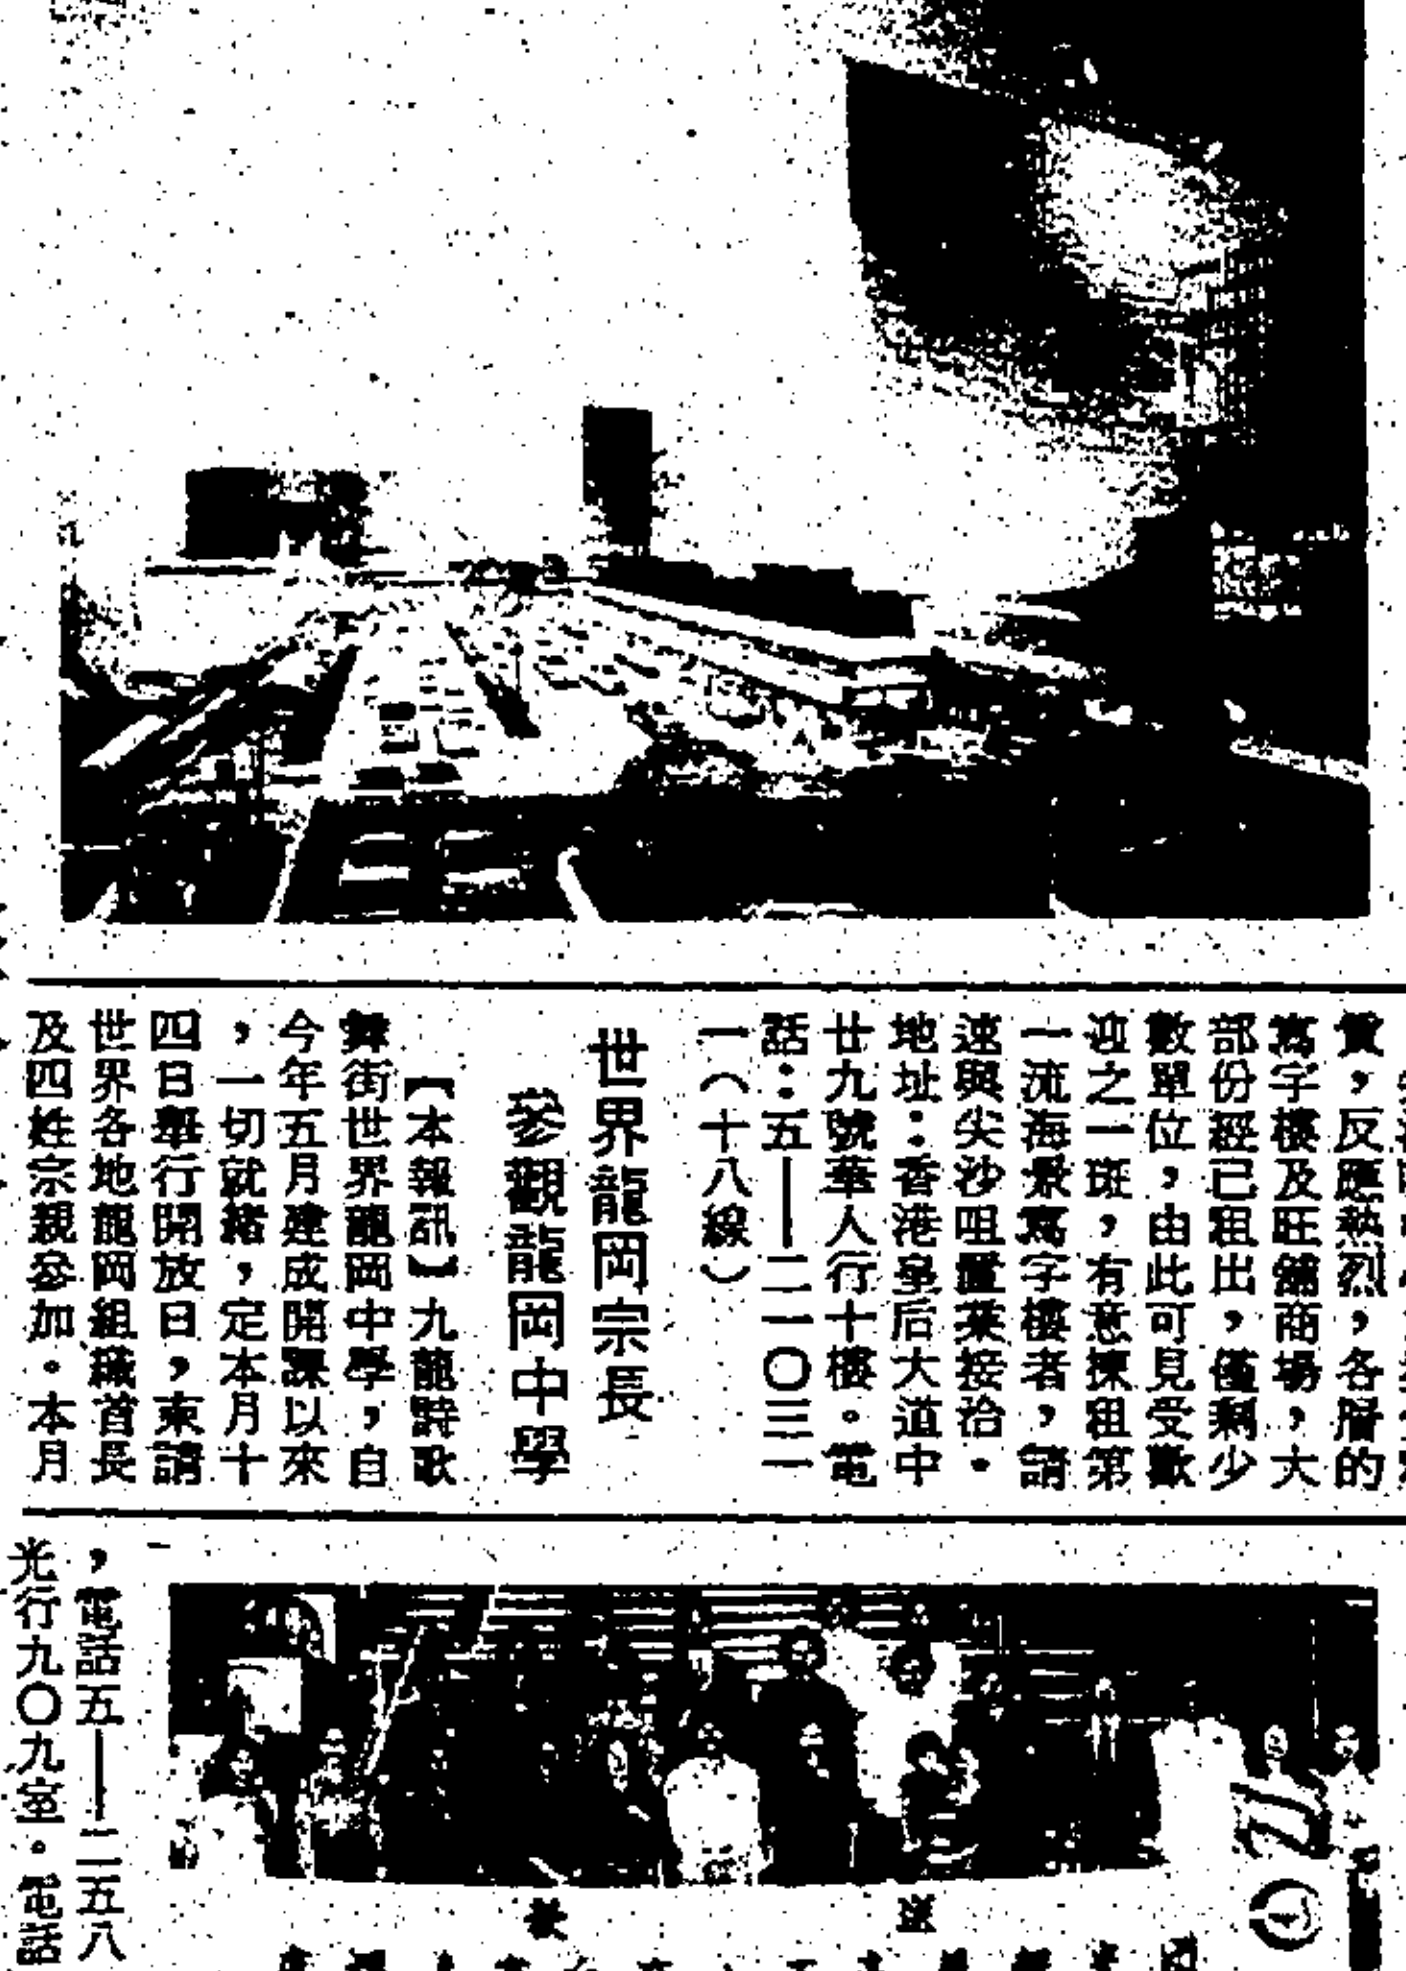 貲，反應熱烈，各層的
寫字樓及旺舖商場，大
部份經已租出，僅剩少
數單位，由此可見受歡
迎之一斑，有意揀租第
一流海景寫字樓者，請
速與尖沙咀置業接洽。
地址：香港皇后大道中
廿九號華人行十樓。電
話：五——二一〇三一
一（十八線）
世界龍岡宗長
參觀龍岡中學
【本報訊】九龍詩歌
舞街世界龍岡中學，自
今年五月建成開課以來
，一切就緒，定本月十
四日舉行開放日，柬請
世界各地龍岡組織首長
及四姓宗親參加。本月
，電話五——二五八
光行九〇九室。電話